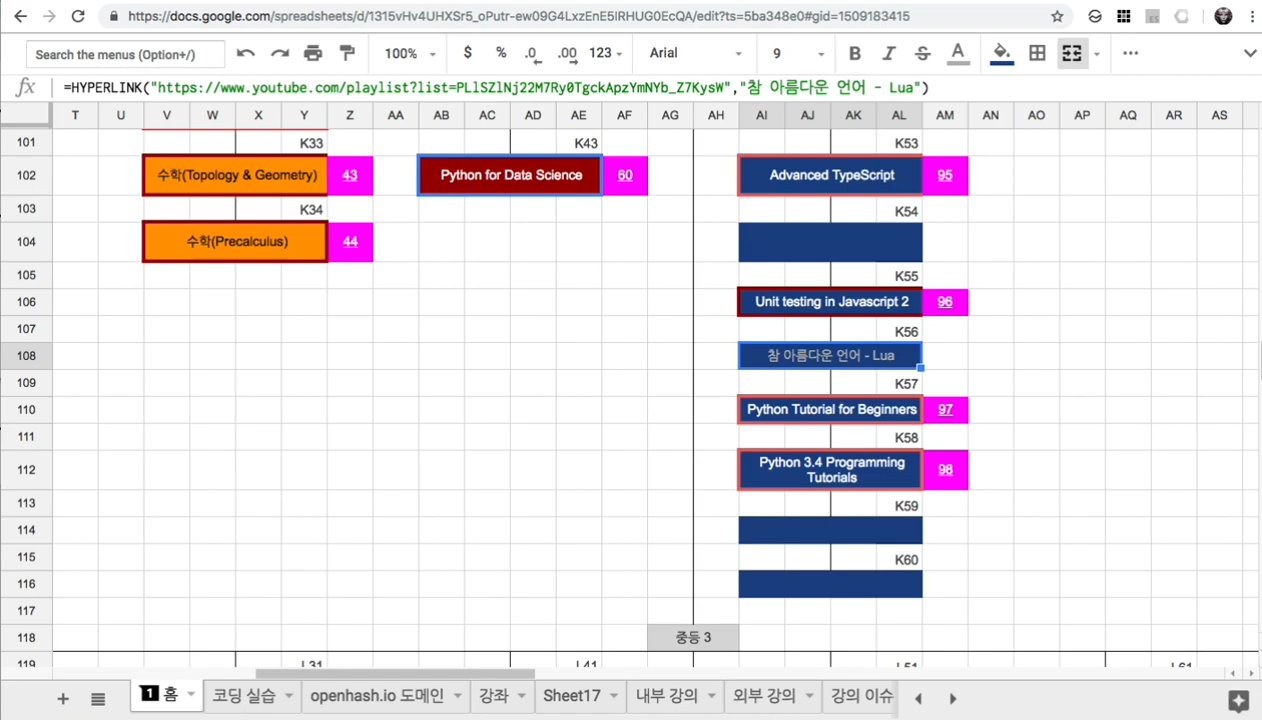 https://docs.google.com/spreadsheets/d/1315vHv4UHXSr5_oPutr-ew09G4LxzEnE5lRHUG0EcQA/edit?ts=5ba348e0#gid=1509183415
Search the menus (Option+/) 100% $ % .0 .00 123 Arial 9 B I S A
fx =HYPERLINK("https://www.youtube.com/playlist?list=PLlSZlNj22M7Ry0TgckApzYmNYb_Z7KysW","참 아름다운 언어 - Lua")
T U V W X Y Z AA AB AC AD AE AF AG AH AI AJ AK AL AM AN AO AP AQ AR AS
101 K33 K43 K53
102 수학(Topology & Geometry) 43 Python for Data Science 60 Advanced TypeScript 95
103 K34 K54
104 수학(Precalculus) 44
105 K55
106 Unit testing in Javascript 2 96
107 K56
108 참 아름다운 언어 - Lua
109 K57
110 Python Tutorial for Beginners 97
111 K58
112 Python 3.4 Programming Tutorials 98
113 K59
114
115 K60
116
117
118 중등 3
119 L31 L41 L51 L61
1 홈 코딩 실습 openhash.io 도메인 강좌 Sheet17 내부 강의 외부 강의 강의 이슈